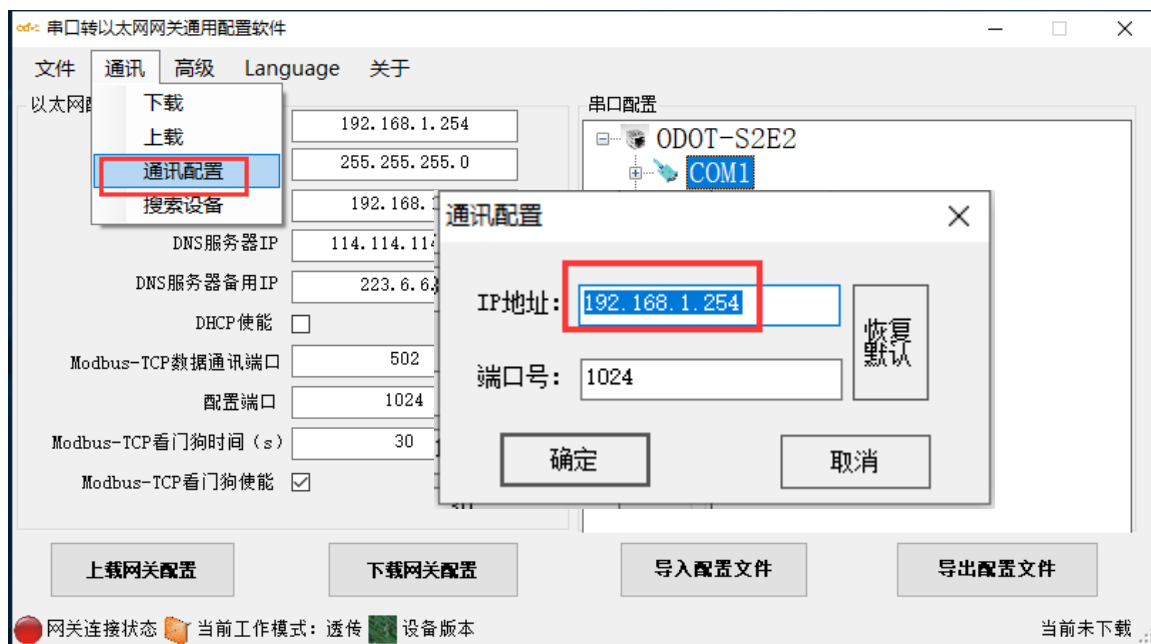 串口转以太网网关通用配置软件
文件 通讯 高级 Language 关于
下载
上载
通讯配置
搜索设备
以太网
192.168.1.254
255.255.255.0
192.168.
DNS服务器IP 114.114.114
DNS服务器备用IP 223.6.6
DHCP使能
Modbus-TCP数据通讯端口 502
配置端口 1024
Modbus-TCP看门狗时间(s) 30
Modbus-TCP看门狗使能
串口配置
ODOT-S2E2
COM1
通讯配置
IP地址: 192.168.1.254
端口号: 1024
恢复
默认
确定 取消
上载网关配置 下载网关配置 导入配置文件 导出配置文件
网关连接状态 当前工作模式: 透传 设备版本 当前未下载